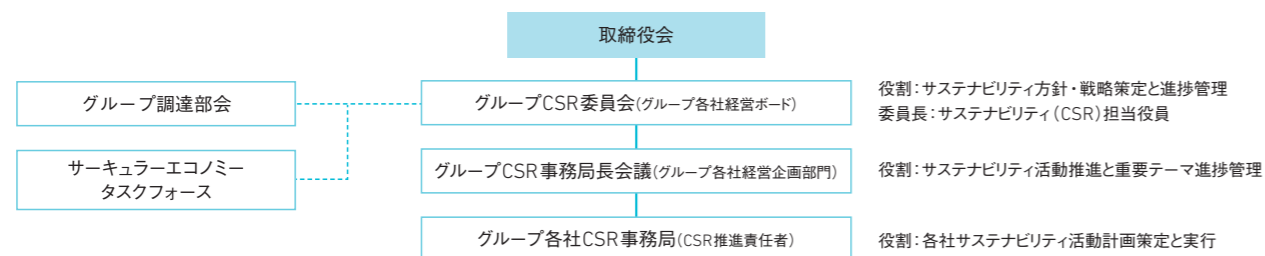 取締役会
グループ調達部会
グループCSR委員会(グループ各社経営ボード)
役割：サステナビリティ方針・戦略策定と進捗管理
委員長：サステナビリティ(CSR)担当役員
サーキュラーエコノミー
タスクフォース
グループCSR事務局長会議(グループ各社経営企画部門)
役割：サステナビリティ活動推進と重要テーマ進捗管理
グループ各社CSR事務局(CSR推進責任者)
役割：各社サステナビリティ活動計画策定と実行